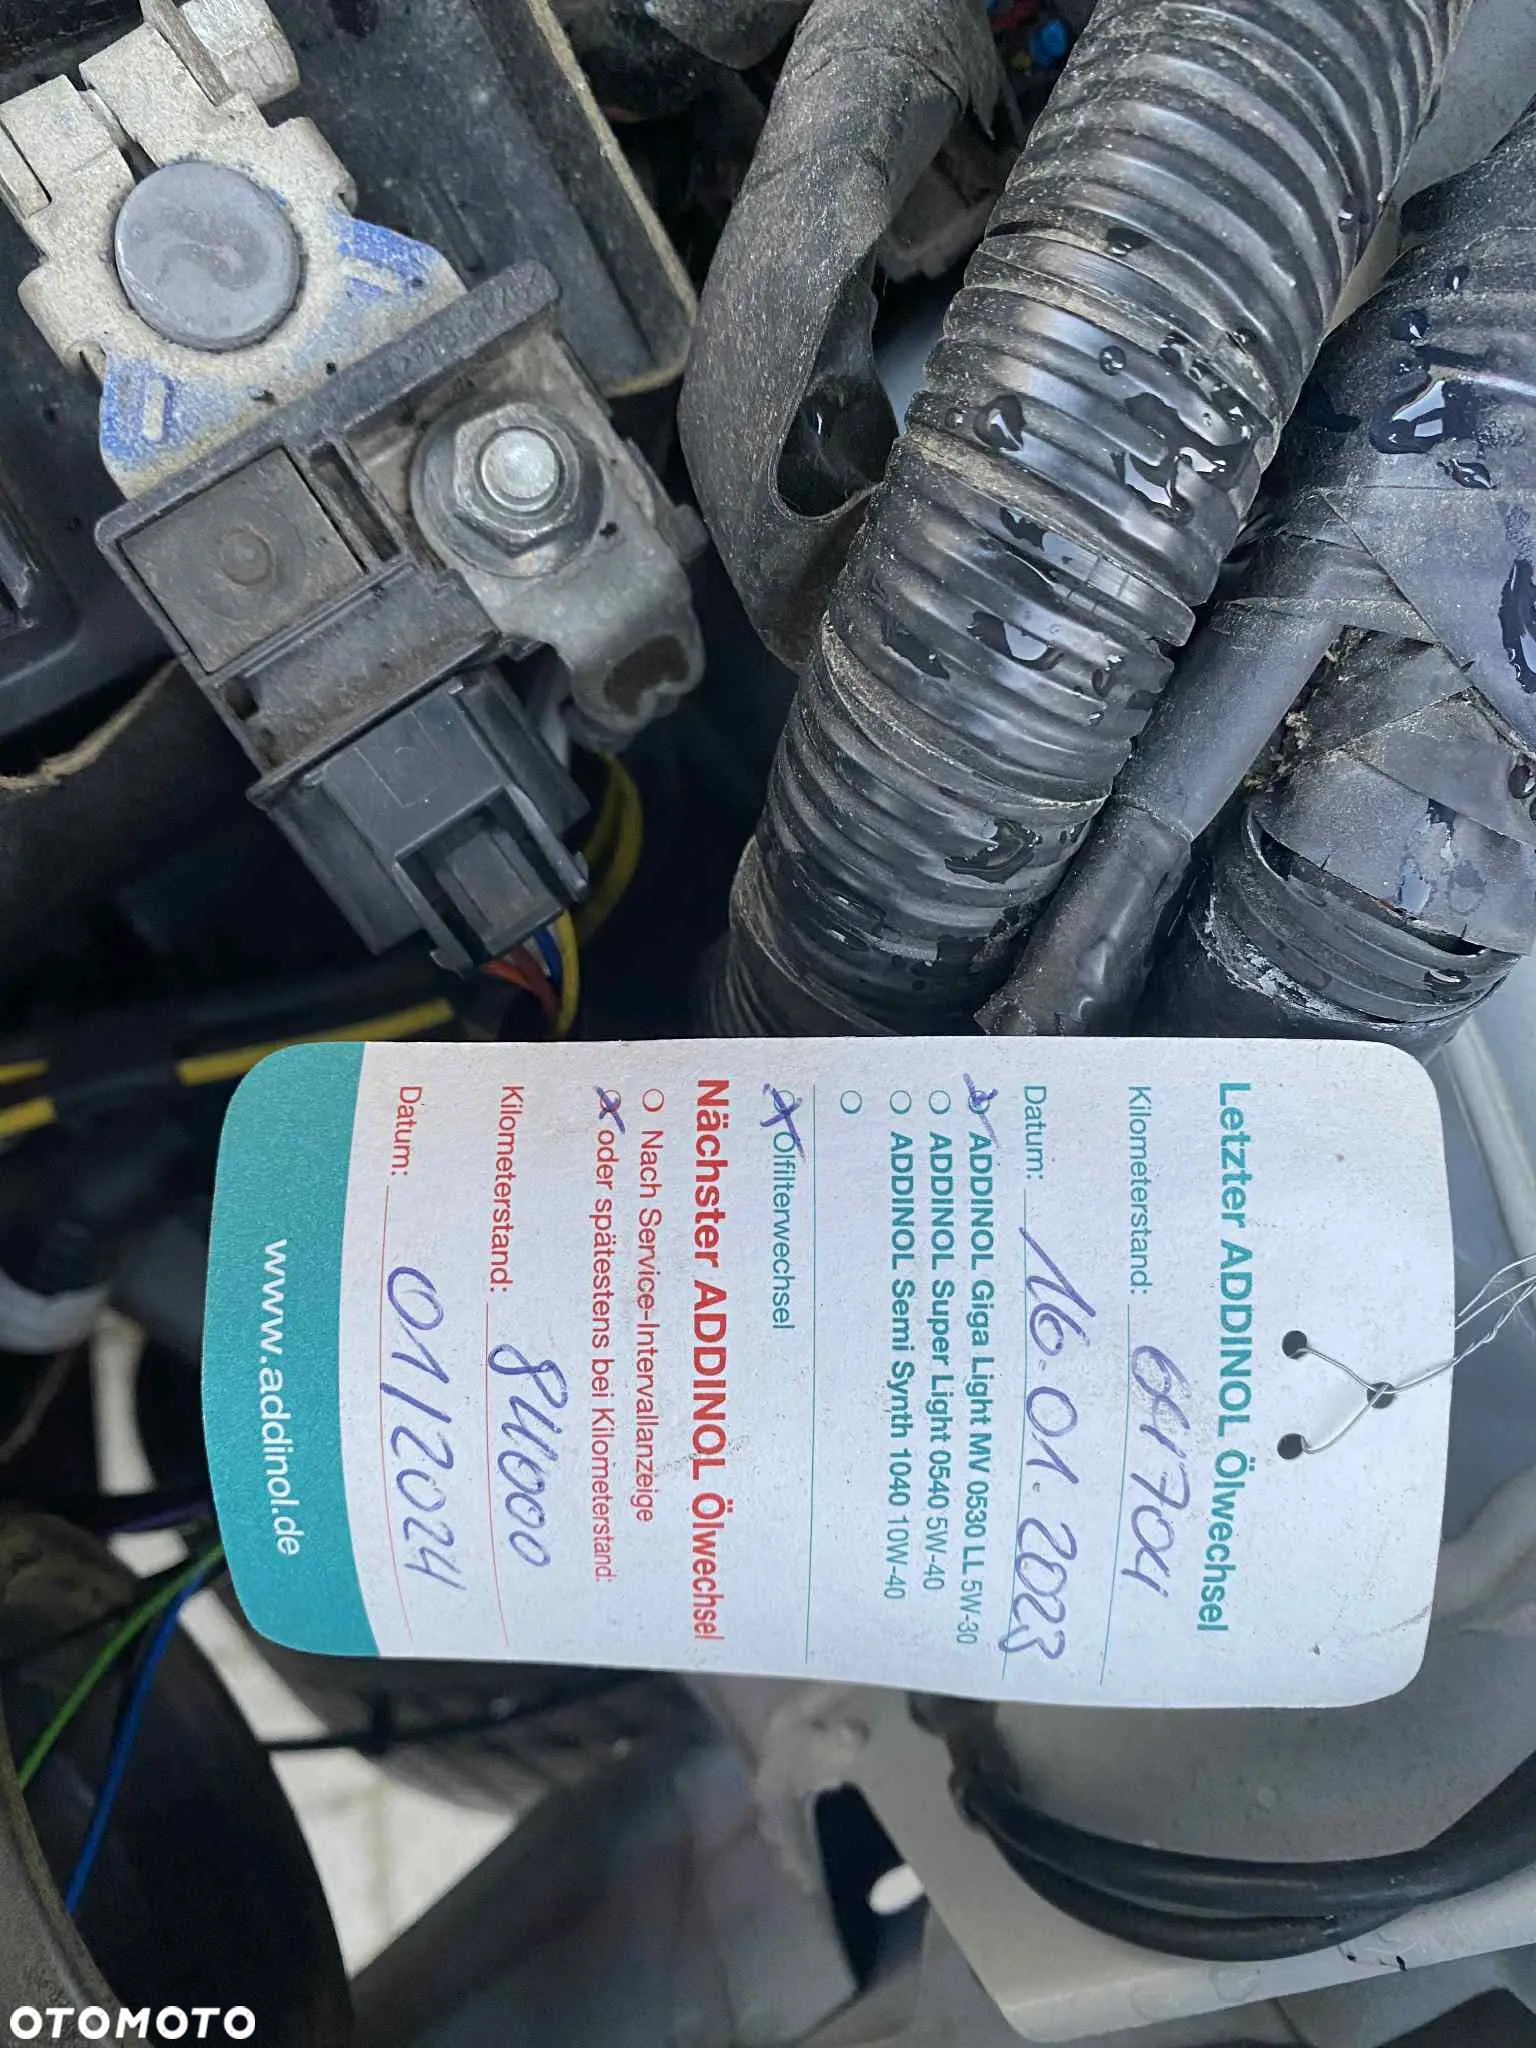 Letzter ADDINOL Ölwechsel
Kilometerstand: 64704
Datum: 16.01.2023
ADDINOL Giga Light MV 0530 LL 5W-30
ADDINOL Super Light 0540 5W-40
ADDINOL Semi Synth 1040 10W-40
Ölfilterwechsel
Nächster ADDINOL Ölwechsel
Nach Service-Intervallanzeige
oder spätestens bei Kilometerstand:
Kilometerstand: 84000
Datum: 01/2024
www.addinol.de
OTOMOTO